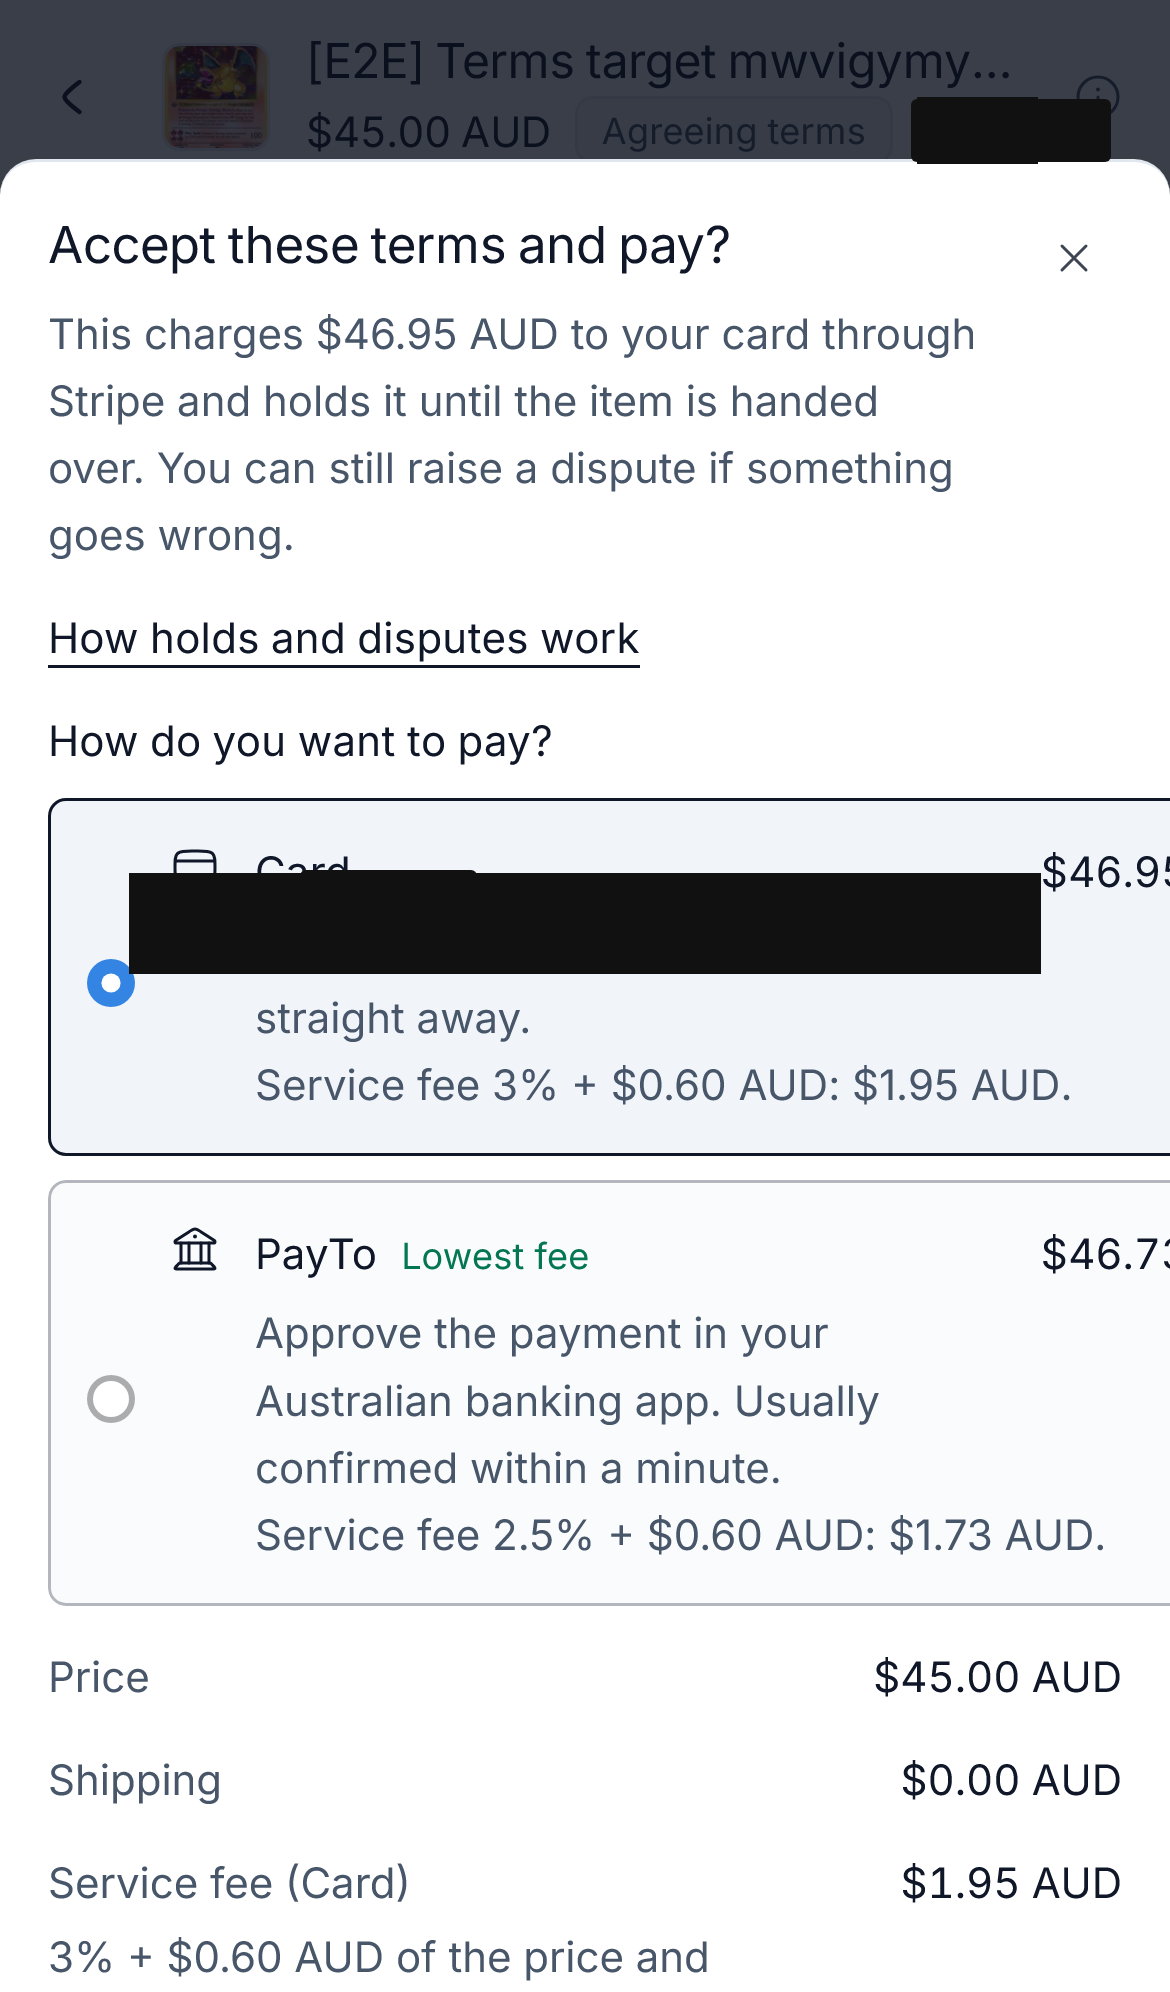 [E2E] Terms target mwvigymy...
$45.00 AUD Agreeing terms
Accept these terms and pay?
This charges $46.95 AUD to your card through
Stripe and holds it until the item is handed
over. You can still raise a dispute if something
goes wrong.
How holds and disputes work
How do you want to pay?
Card $46.95
straight away.
Service fee 3% + $0.60 AUD: $1.95 AUD.
PayTo Lowest fee $46.73
Approve the payment in your
Australian banking app. Usually
confirmed within a minute.
Service fee 2.5% + $0.60 AUD: $1.73 AUD.
Price $45.00 AUD
Shipping $0.00 AUD
Service fee (Card) $1.95 AUD
3% + $0.60 AUD of the price and